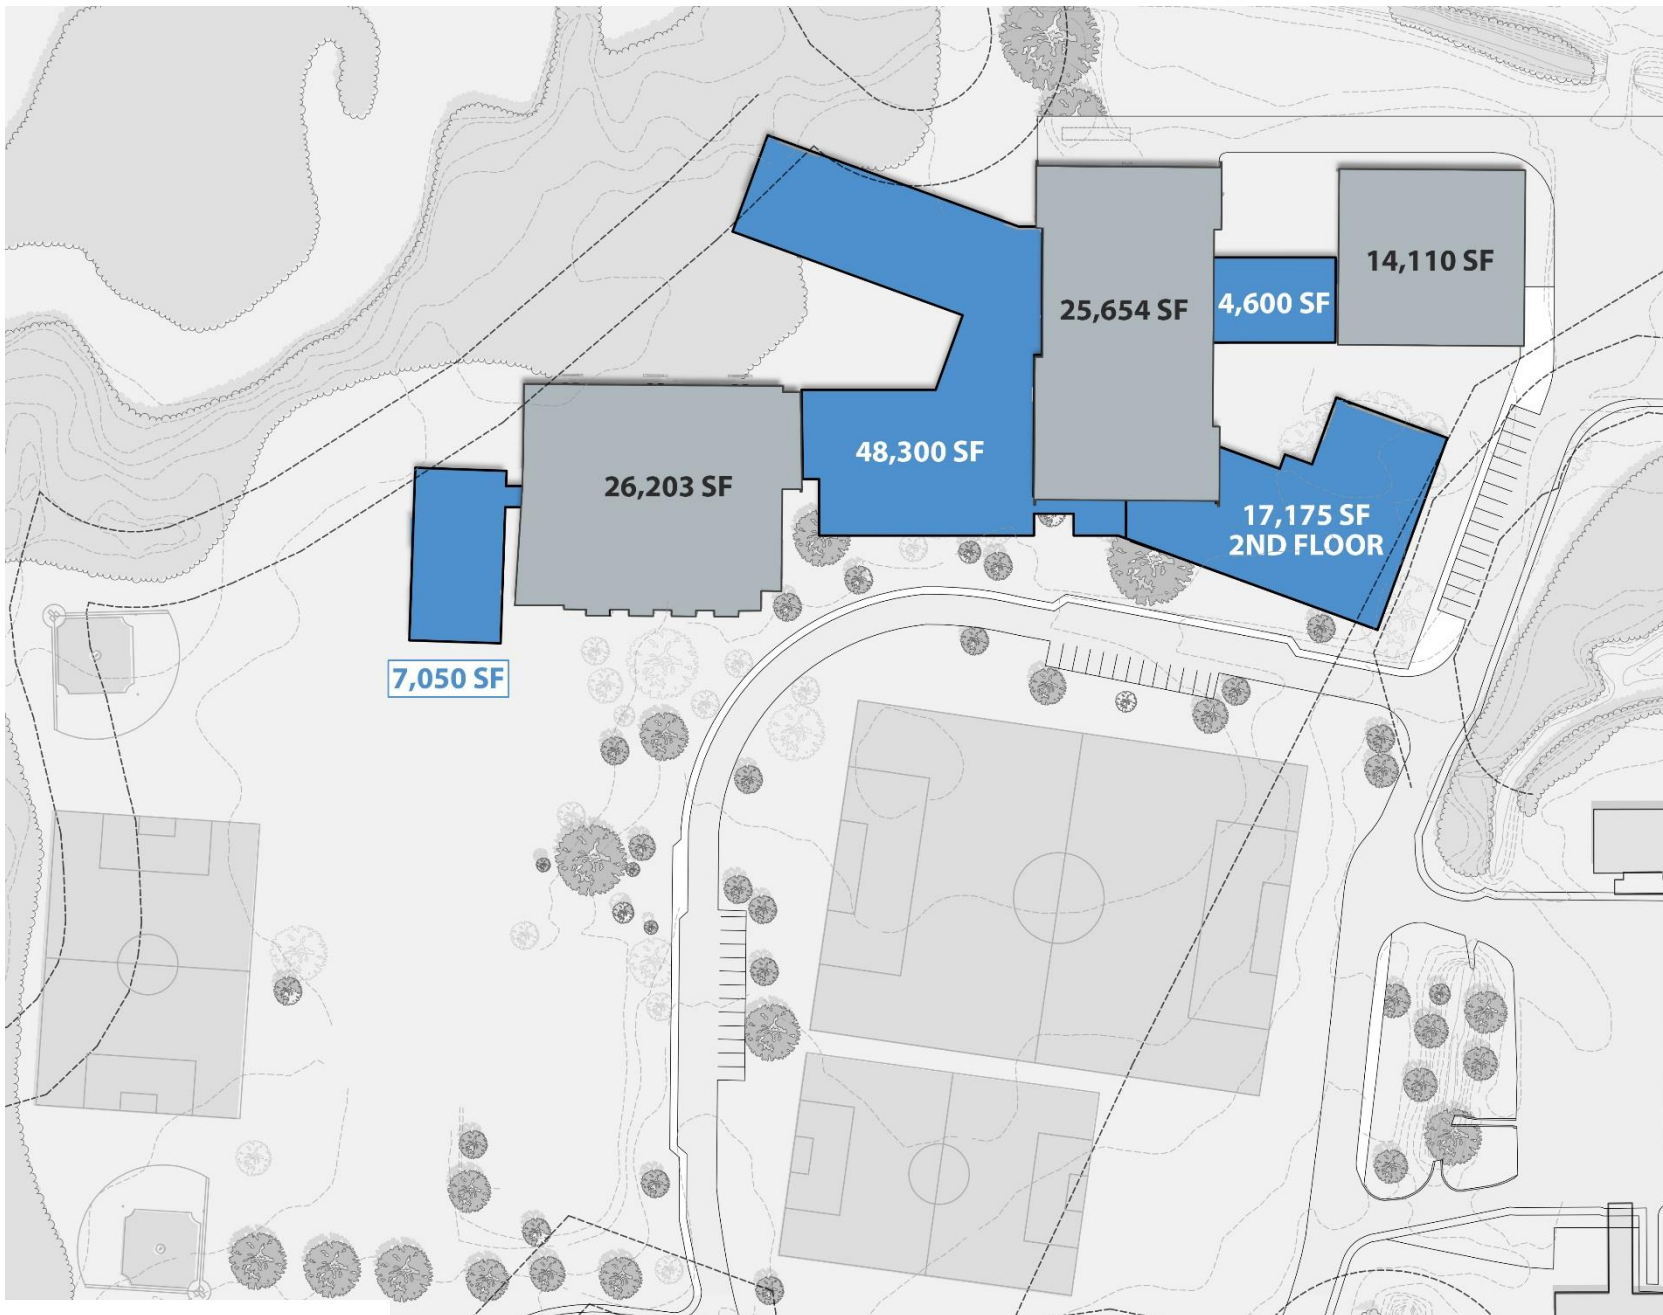 14,110 SF
25,654 SF
4,600 SF
48,300 SF
26,203 SF
17,175 SF
2ND FLOOR
7,050 SF